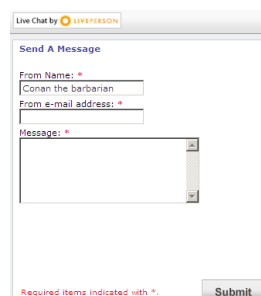 Live Chat by LIVEPERSON
Send A Message
From Name: *
Conan the barbarian
From e-mail address: *
Message: *
Required items indicated with *.
Submit